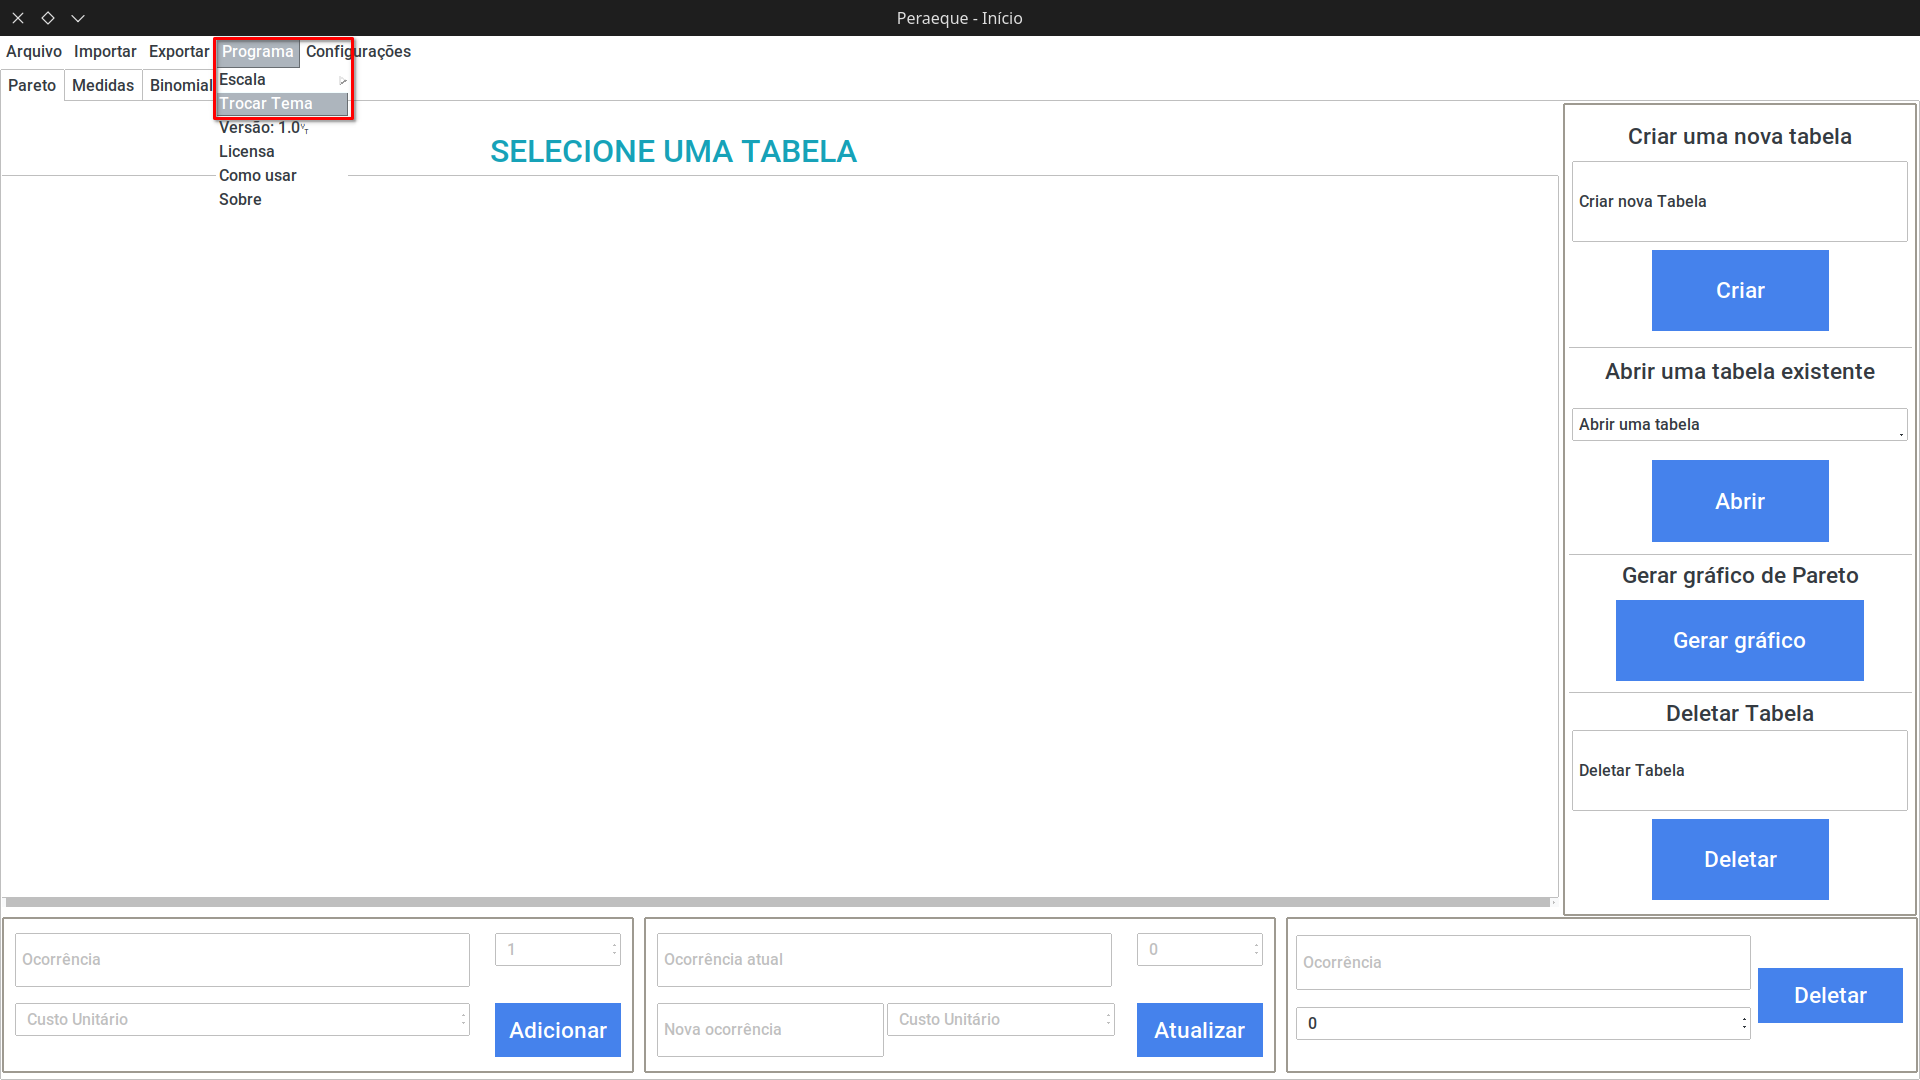 Peraeque - Início
Arquivo Importar Exportar Programa Configurações
Pareto Medidas Binomial
Escala
Trocar Tema
Versão: 1.0
Licensa
Como usar
Sobre
SELECIONE UMA TABELA
Criar uma nova tabela
Criar nova Tabela
Criar
Abrir uma tabela existente
Abrir uma tabela
Abrir
Gerar gráfico de Pareto
Gerar gráfico
Deletar Tabela
Deletar Tabela
Deletar
Ocorrência 1
Custo Unitário Adicionar
Ocorrência atual 0
Nova ocorrência Custo Unitário Atualizar
Ocorrência
0
Deletar